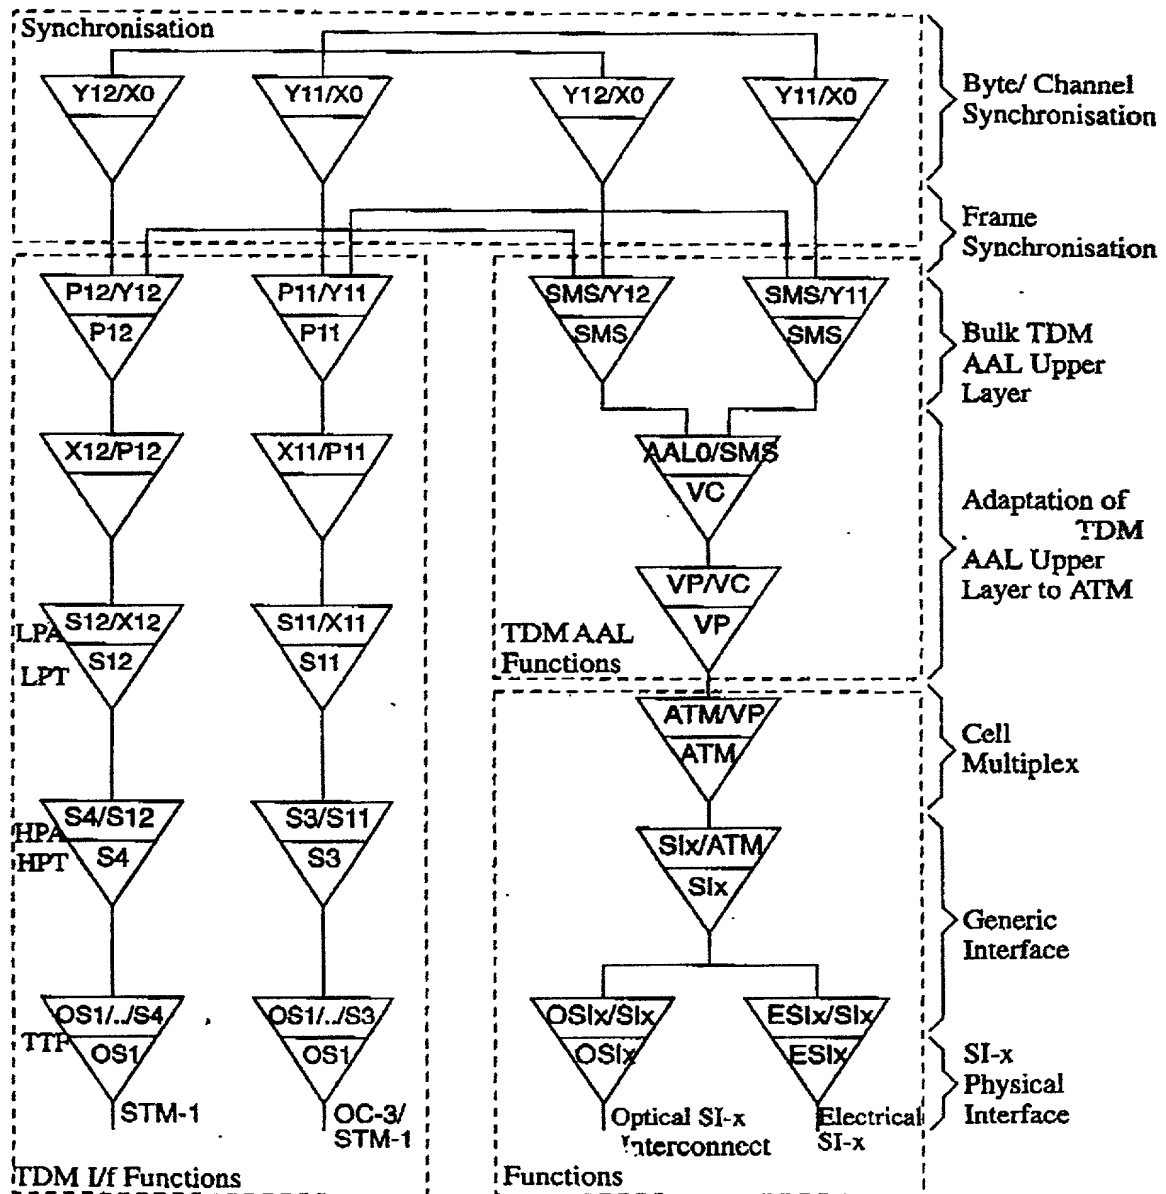 Synchronisation
Y12/X0
Y11/X0
Y12/X0
Y11/X0
Byte/ Channel
Synchronisation
Frame
Synchronisation
P12/Y12
P12
P11/Y11
P11
SMS/Y12
SMS
SMS/Y11
SMS
Bulk TDM
AAL Upper
Layer
X12/P12
X11/P11
AAL0/SMS
VC
Adaptation of
TDM
AAL Upper
Layer to ATM
VP/VC
VP
LPA
S12/X12
LPT
S12
S11/X11
S11
TDM AAL
Functions
ATM/VP
ATM
Cell
Multiplex
HPA
S4/S12
HPT
S4
S3/S11
S3
SIx/ATM
SIx
Generic
Interface
OS1/../S4
TTP
OS1
OS1/../S3
OS1
OSIx/SIx
OSIx
ESIx/SIx
ESIx
SI-x
Physical
Interface
STM-1
OC-3/
STM-1
Optical SI-x
Interconnect
Electrical
SI-x
TDM I/f Functions
Functions